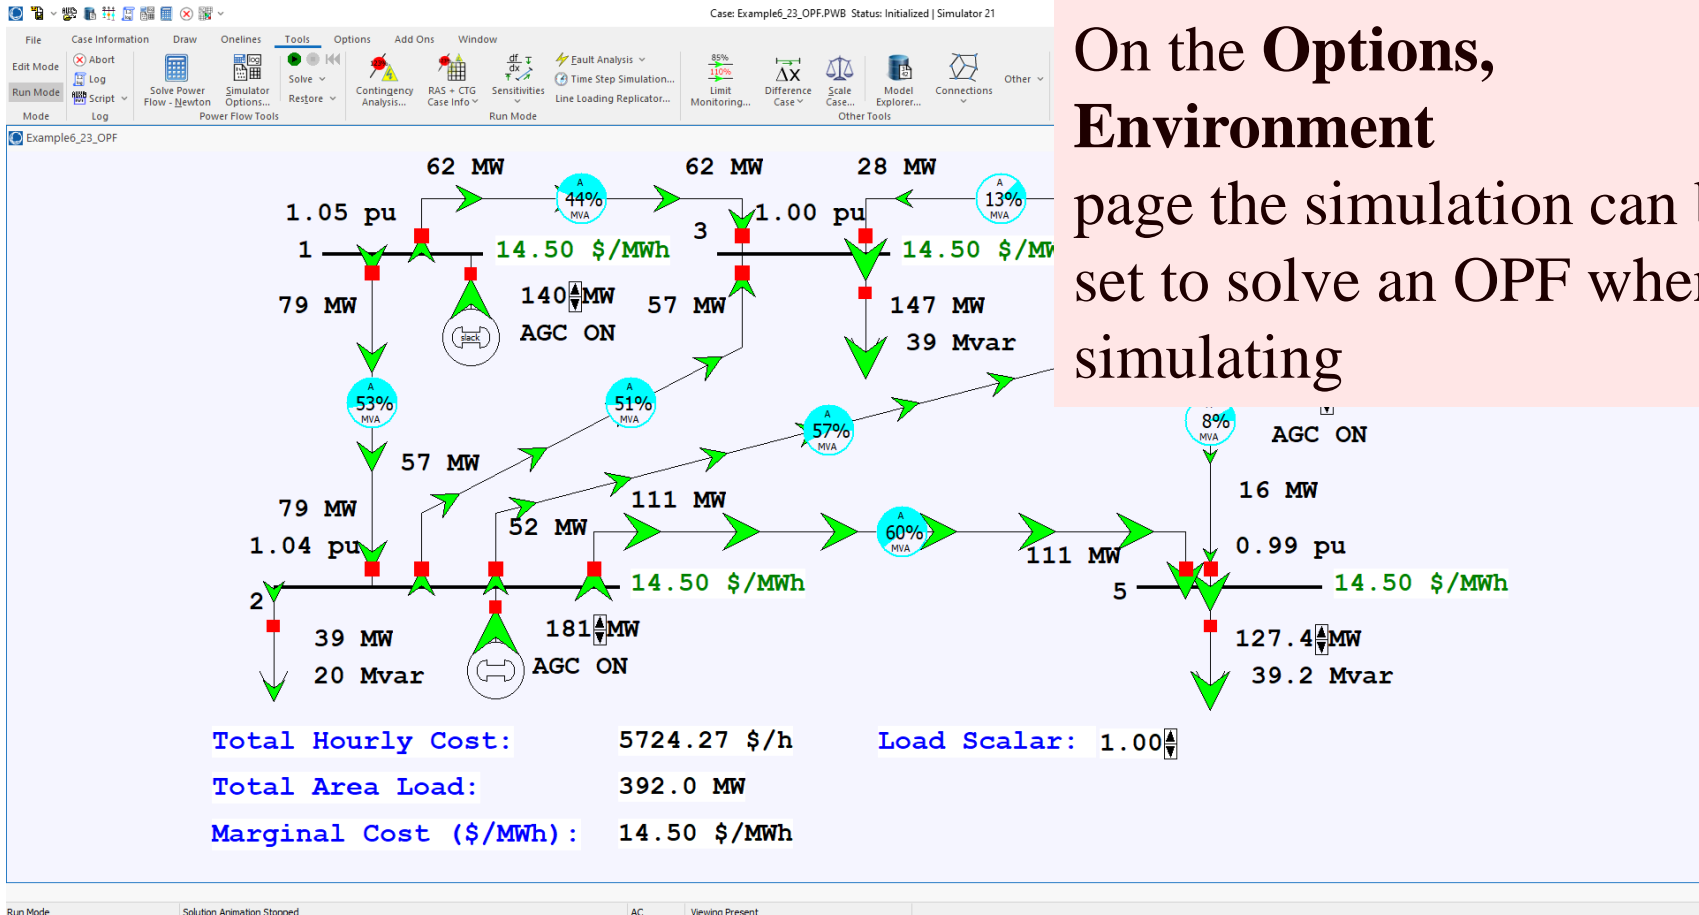 Case: Example6_23_OPF.PWB Status: Initialized | Simulator 21
File Case Information Draw Onelines Tools Options Add Ons Window
Edit Mode
Run Mode
Mode
Abort
Log
Script
Log
Solve Power
Flow - Newton
Simulator
Options...
Solve
Restore
Power Flow Tools
Contingency
Analysis...
RAS + CTG
Case Info
Sensitivities
Fault Analysis
Time Step Simulation...
Line Loading Replicator...
Run Mode
85%
110%
Limit
Monitoring...
ΔX
Difference
Case
Scale
Case...
Model
Explorer...
Connections
Other
Other Tools
On the Options,
Environment
page the simulation can
set to solve an OPF when
simulating
Example6_23_OPF
62 MW 62 MW 28 MW
A 44% MVA A 13% MVA
1.05 pu 3 1.00 pu
1 14.50 $/MWh 14.50 $/MW
79 MW 140 MW 57 MW 147 MW
slack AGC ON 39 Mvar
A 53% MVA A 51% MVA A 57% MVA A 8% MVA AGC ON
57 MW 16 MW
79 MW 52 MW 111 MW
1.04 pu A 60% MVA 111 MW 0.99 pu
2 14.50 $/MWh 5 14.50 $/MWh
39 MW 181 MW 127.4 MW
20 Mvar AGC ON 39.2 Mvar
Total Hourly Cost: 5724.27 $/h Load Scalar: 1.00
Total Area Load: 392.0 MW
Marginal Cost ($/MWh): 14.50 $/MWh
Run Mode Solution Animation Stopped AC Viewing Present